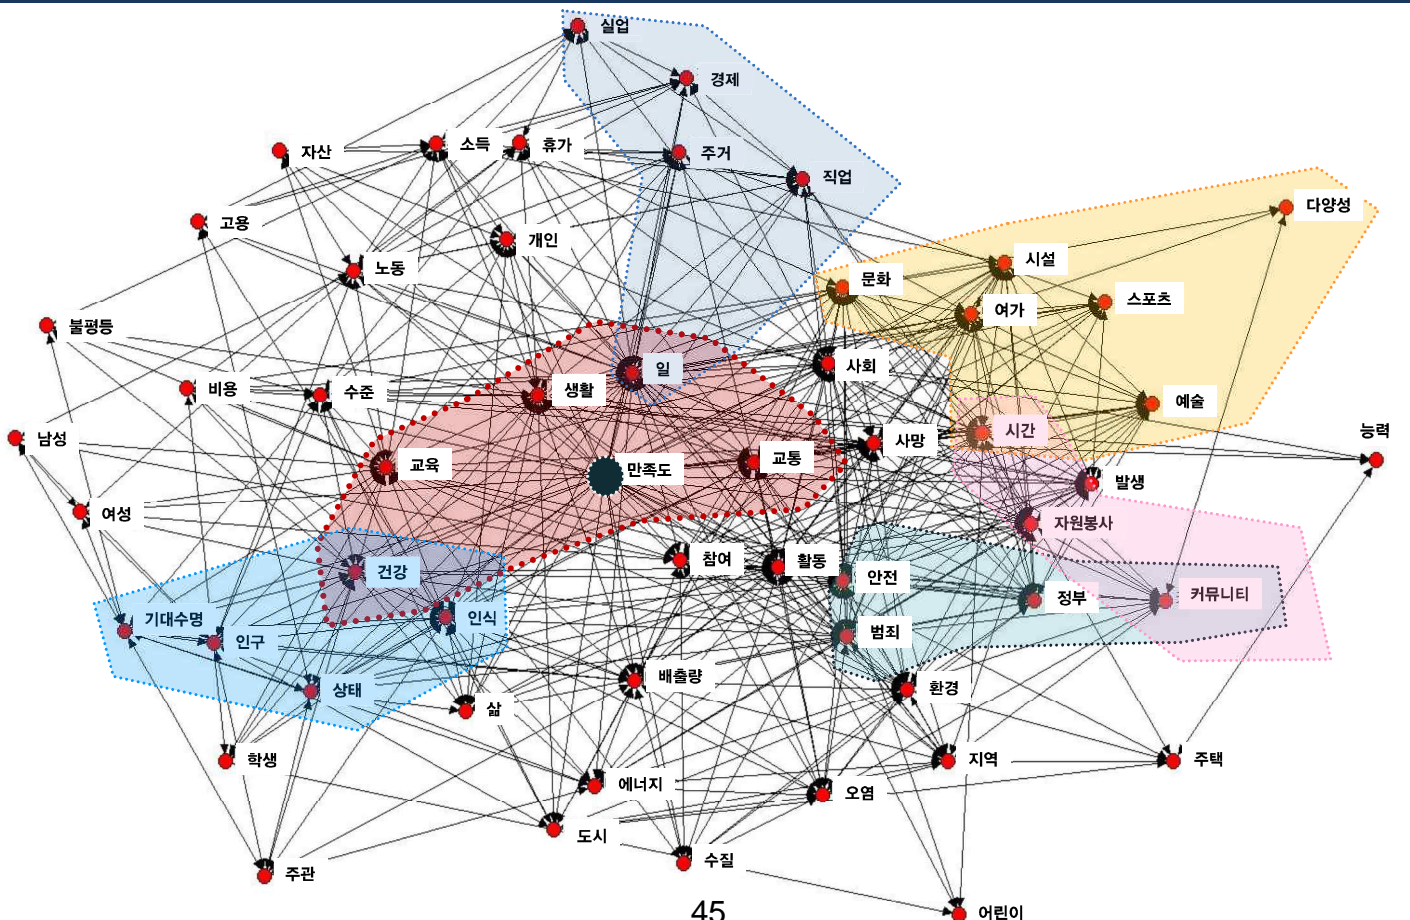 실업
경제
소득
휴가
자산
주거
직업
다양성
고용
개인
노동
시설
문화
스포츠
여가
불평등
일
사회
생활
비용
수준
예술
시간
능력
남성
사망
교통
교육
만족도
발생
여성
자원봉사
참여
활동
건강
안전
정부
커뮤니티
기대수명
인식
범죄
인구
배출량
상태
환경
삶
학생
지역
주택
에너지
오염
도시
수질
주관
45
어린이